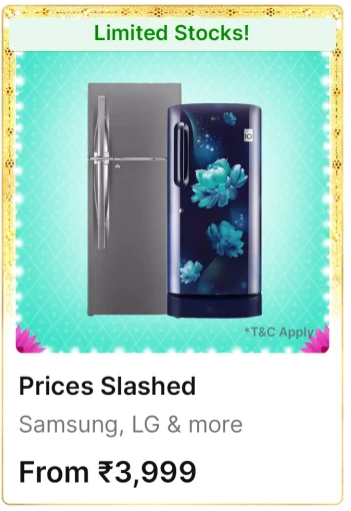 Limited Stocks!
*T&C Apply
Prices Slashed
Samsung, LG & more
From ₹3,999